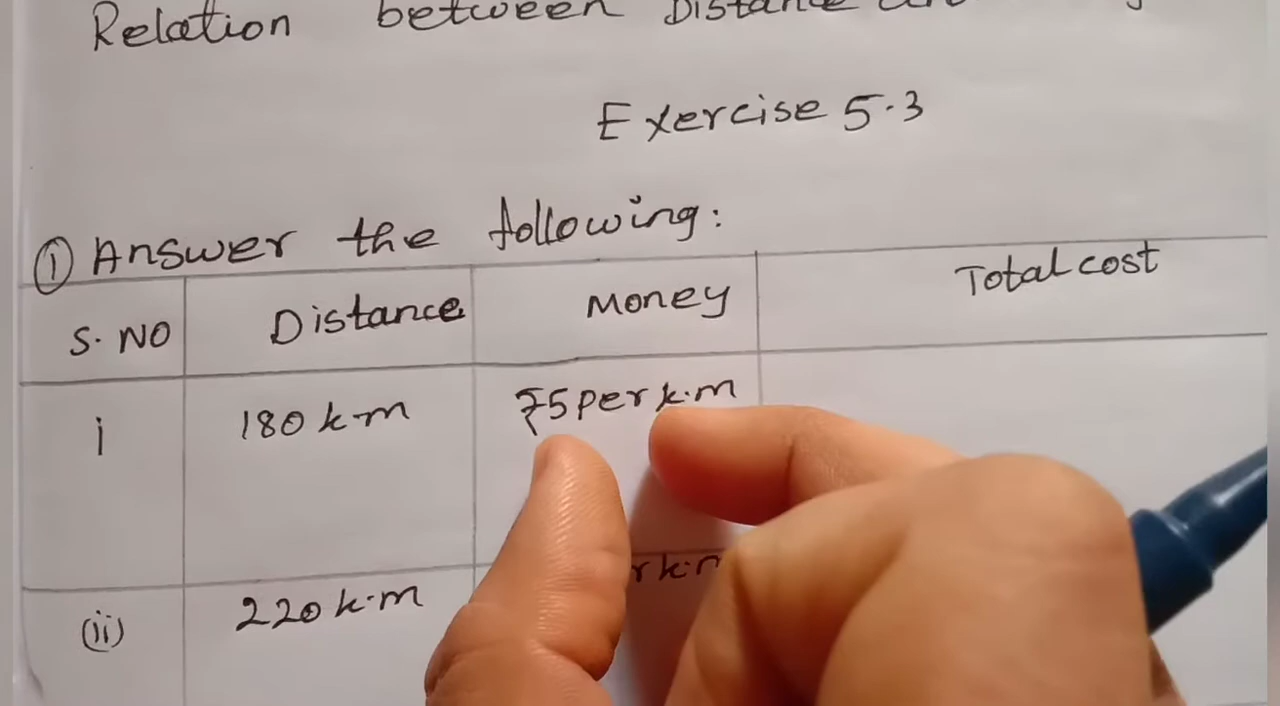 Relation between Distance
Exercise 5.3
① Answer the following:
S. NO Distance Money Total cost
i 180 k.m ₹5 per k.m
(ii) 220 k.m